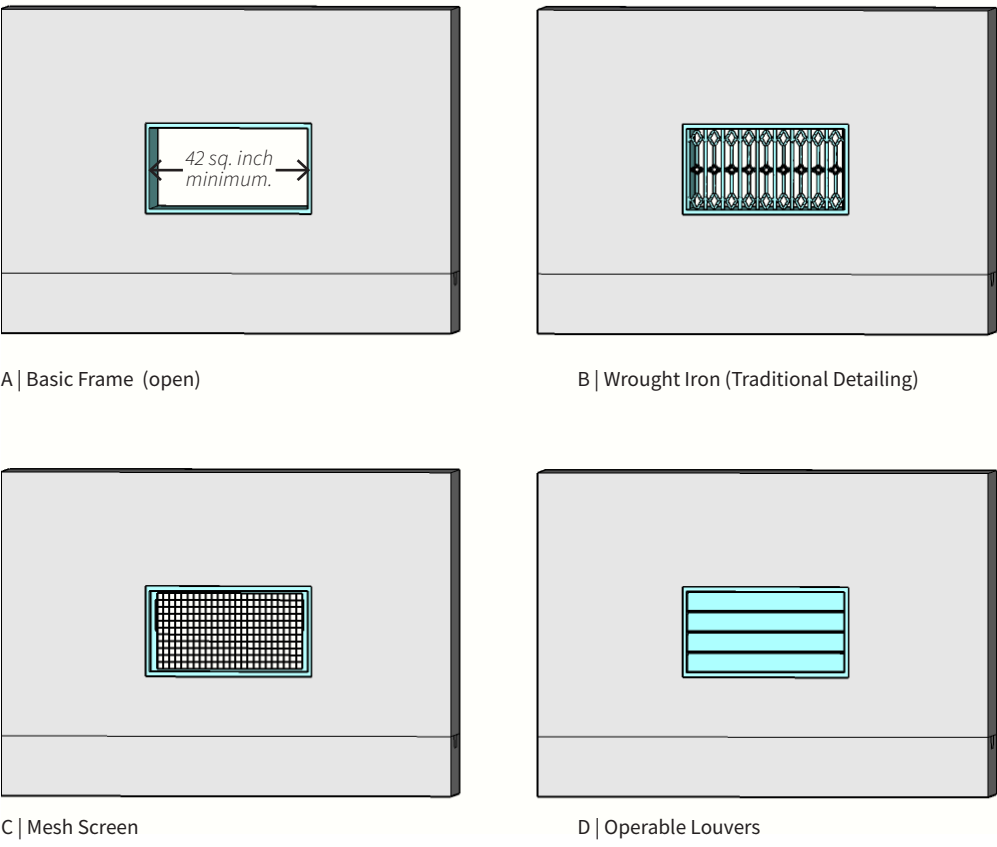 42 sq. inch
minimum.
A | Basic Frame (open)
B | Wrought Iron (Traditional Detailing)
C | Mesh Screen
D | Operable Louvers